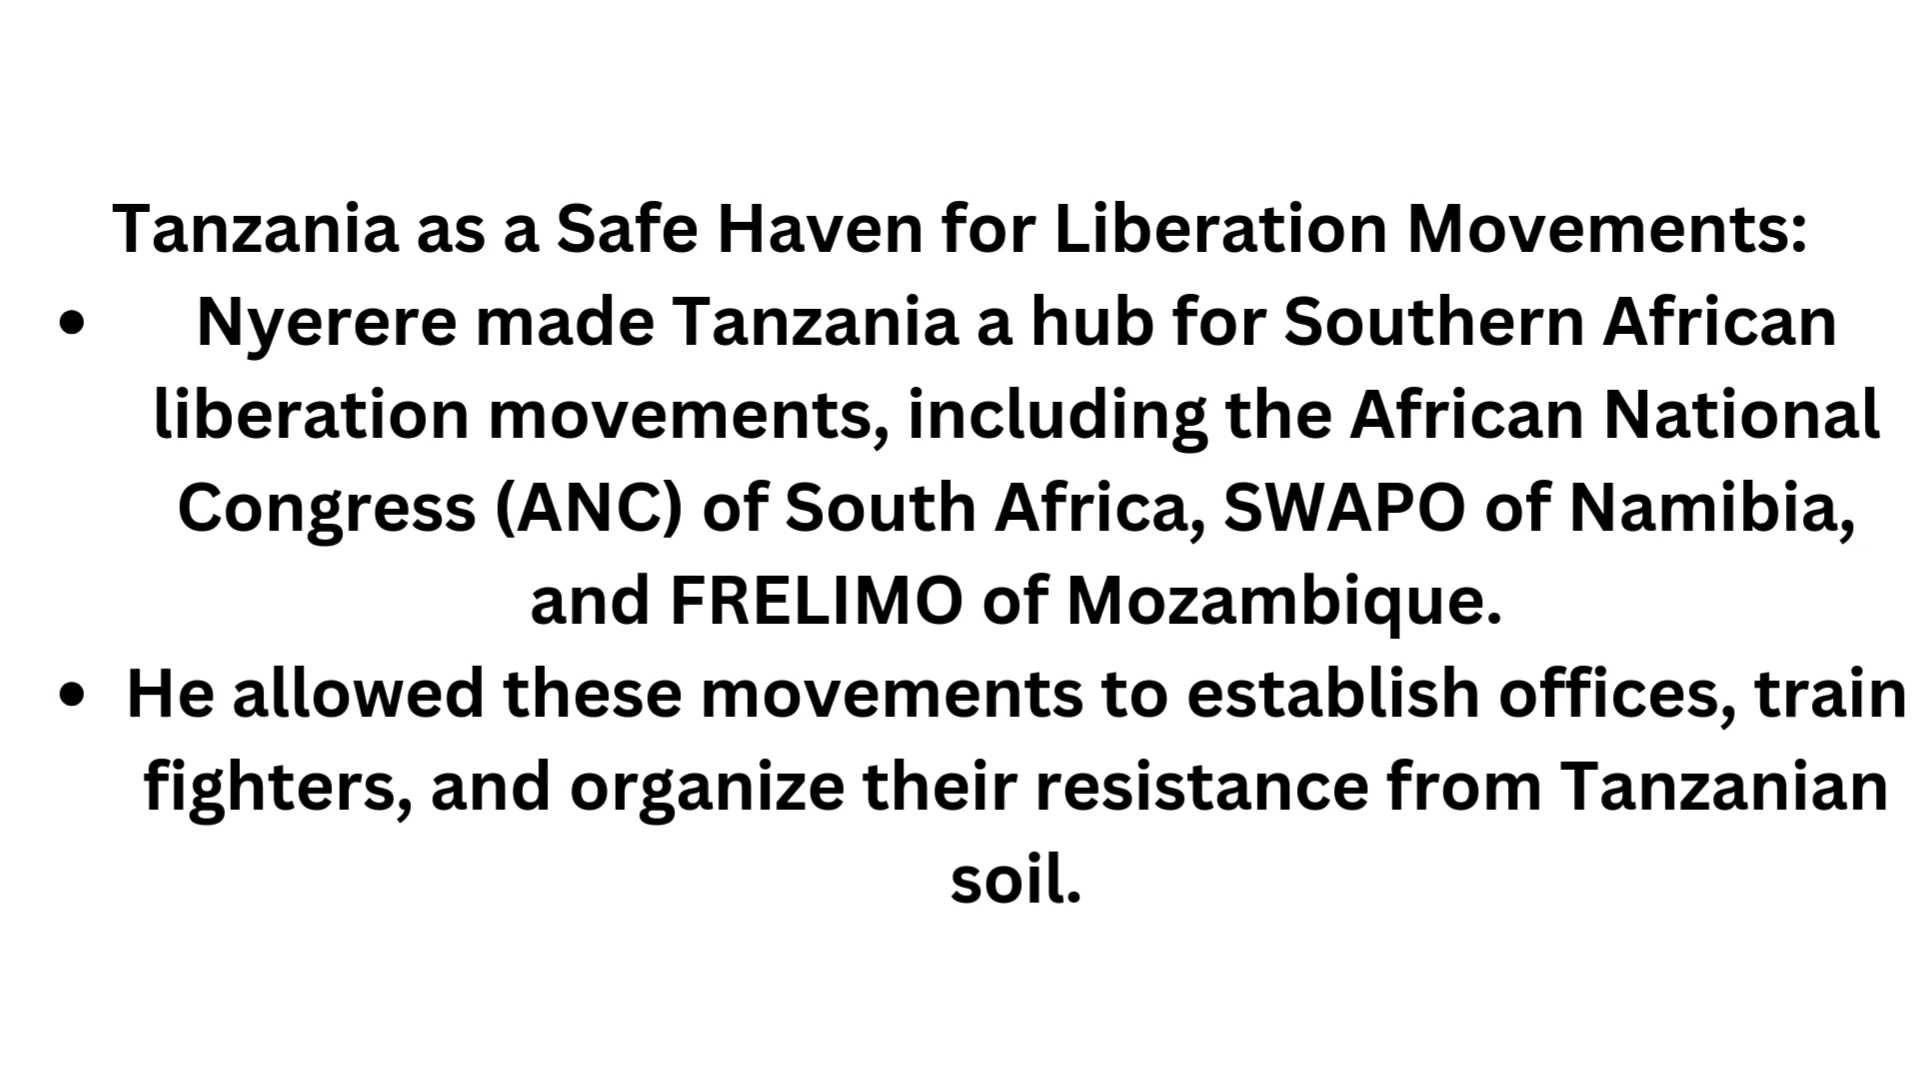 Tanzania as a Safe Haven for Liberation Movements:
• Nyerere made Tanzania a hub for Southern African
liberation movements, including the African National
Congress (ANC) of South Africa, SWAPO of Namibia,
and FRELIMO of Mozambique.
• He allowed these movements to establish offices, train
fighters, and organize their resistance from Tanzanian
soil.